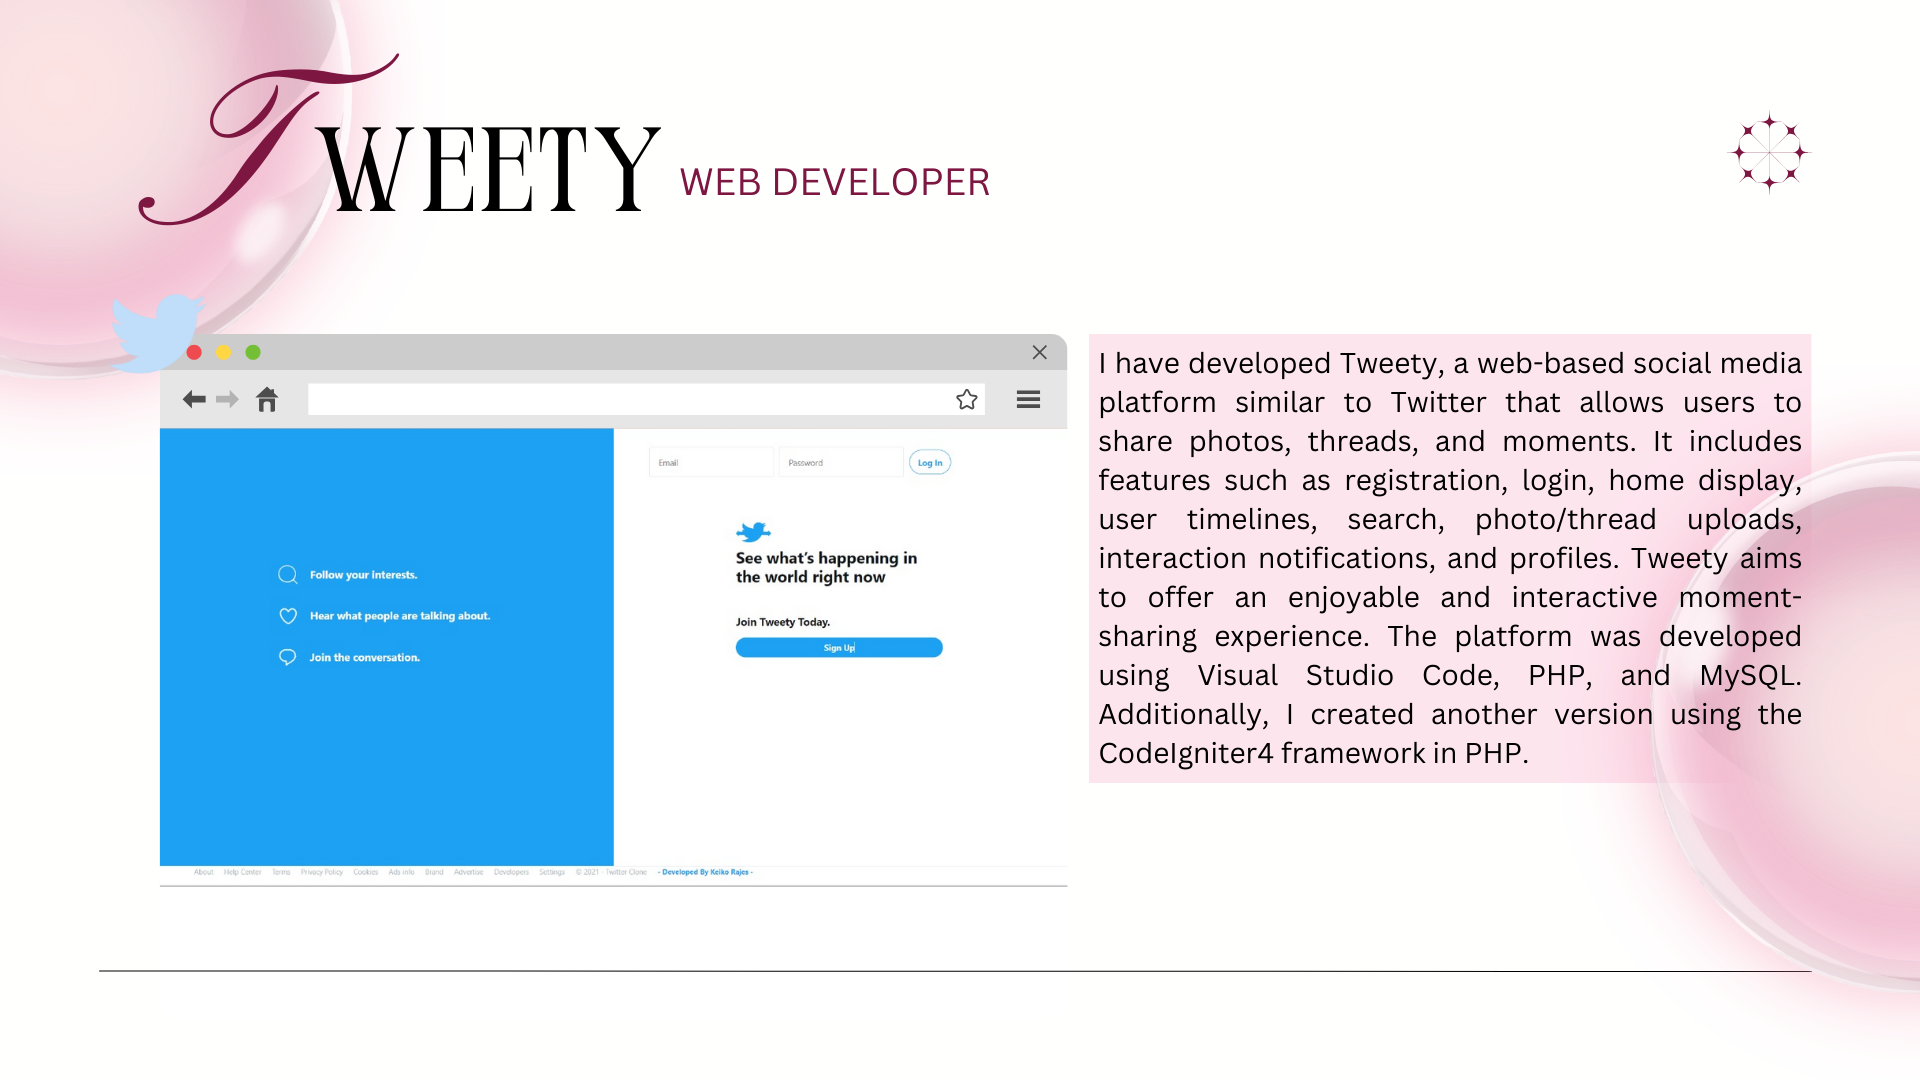 TWEETY WEB DEVELOPER
Email Password Log In
See what's happening in
the world right now
Follow your interests.
Hear what people are talking about.
Join the conversation.
Join Tweety Today.
Sign Up
About Help Center Terms Privacy Policy Cookies Ads info Brand Advertise Developers Settings © 2021 - Twitter Clone - Developed By Keiko Rajes -
I have developed Tweety, a web-based social media
platform similar to Twitter that allows users to
share photos, threads, and moments. It includes
features such as registration, login, home display,
user timelines, search, photo/thread uploads,
interaction notifications, and profiles. Tweety aims
to offer an enjoyable and interactive moment-
sharing experience. The platform was developed
using Visual Studio Code, PHP, and MySQL.
Additionally, I created another version using the
CodeIgniter4 framework in PHP.